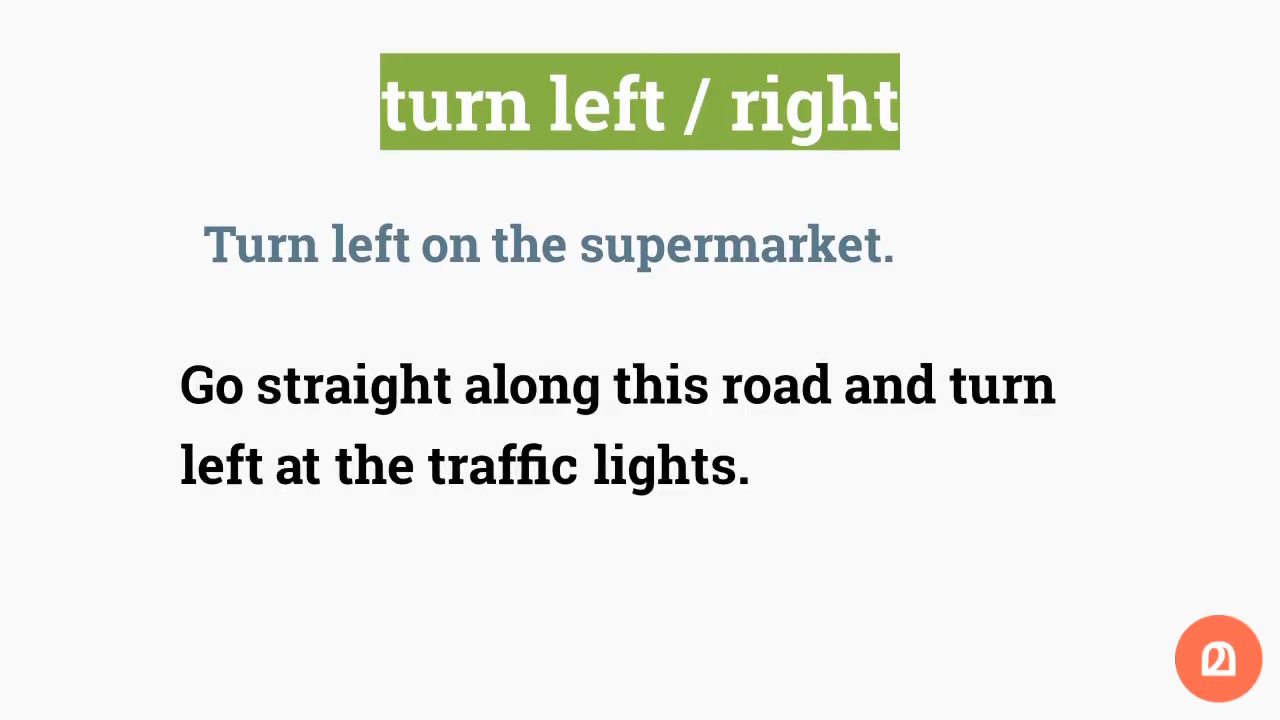 turn left / right
Turn left on the supermarket.
Go straight along this road and turn
left at the traffic lights.